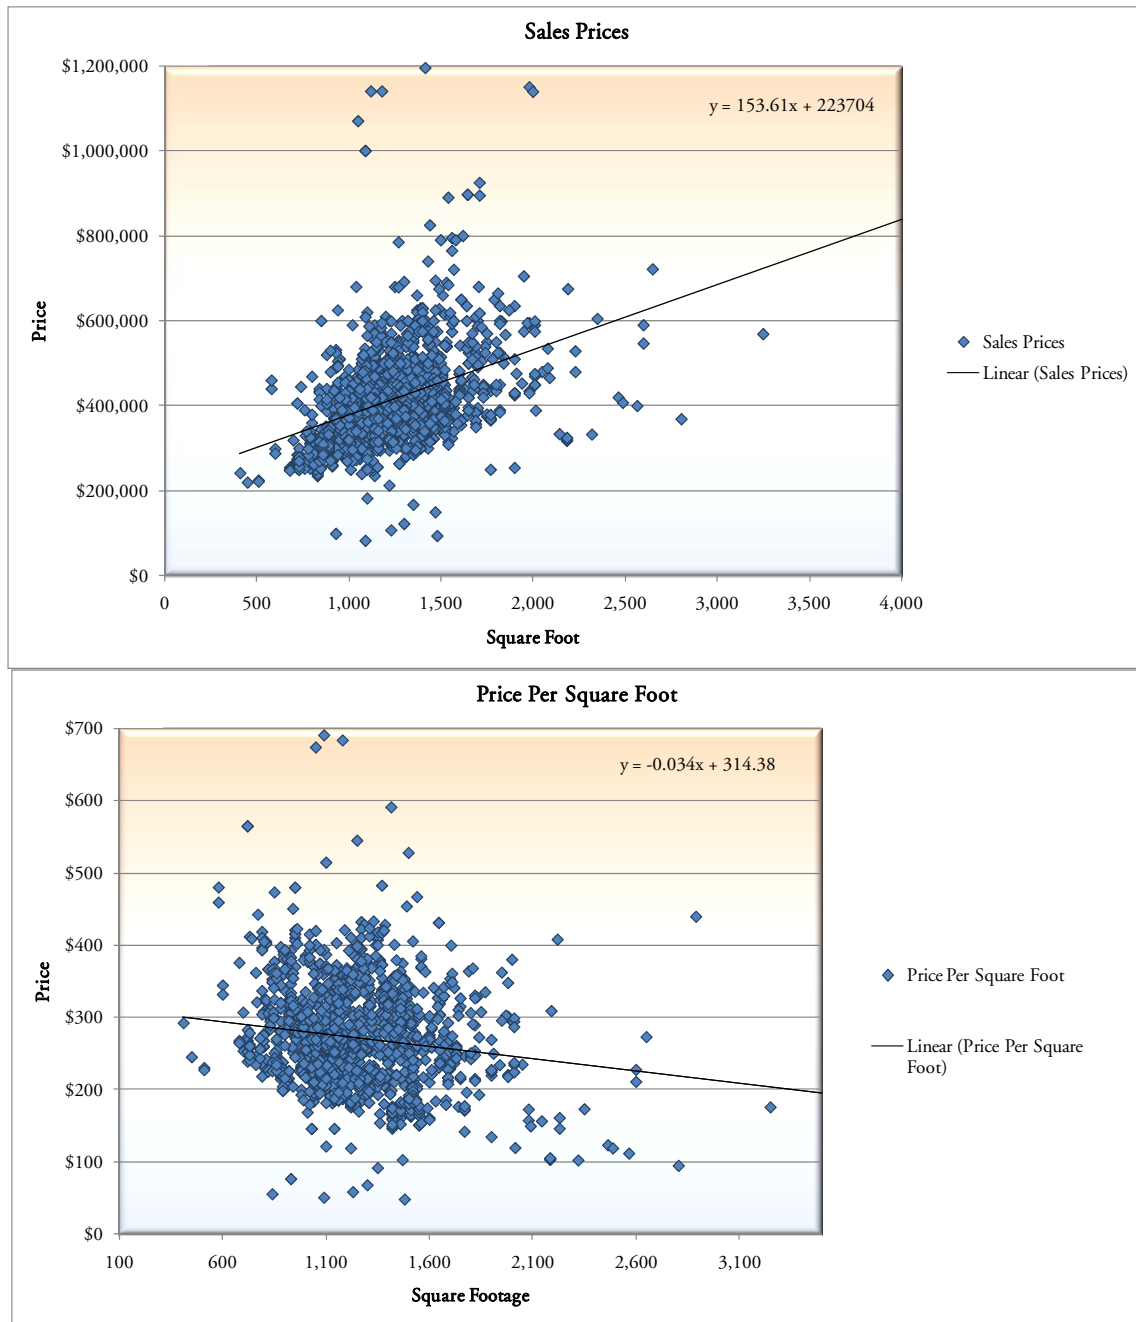 Sales Prices
$1,200,000
$1,000,000
$800,000
$600,000
$400,000
$200,000
$0
Price
y = 153.61x + 223704
0 500 1,000 1,500 2,000 2,500 3,000 3,500 4,000
Square Foot
Sales Prices
Linear (Sales Prices)
Price Per Square Foot
$700
$600
$500
$400
$300
$200
$100
$0
Price
y = -0.034x + 314.38
100 600 1,100 1,600 2,100 2,600 3,100
Square Footage
Price Per Square Foot
Linear (Price Per Square
Foot)